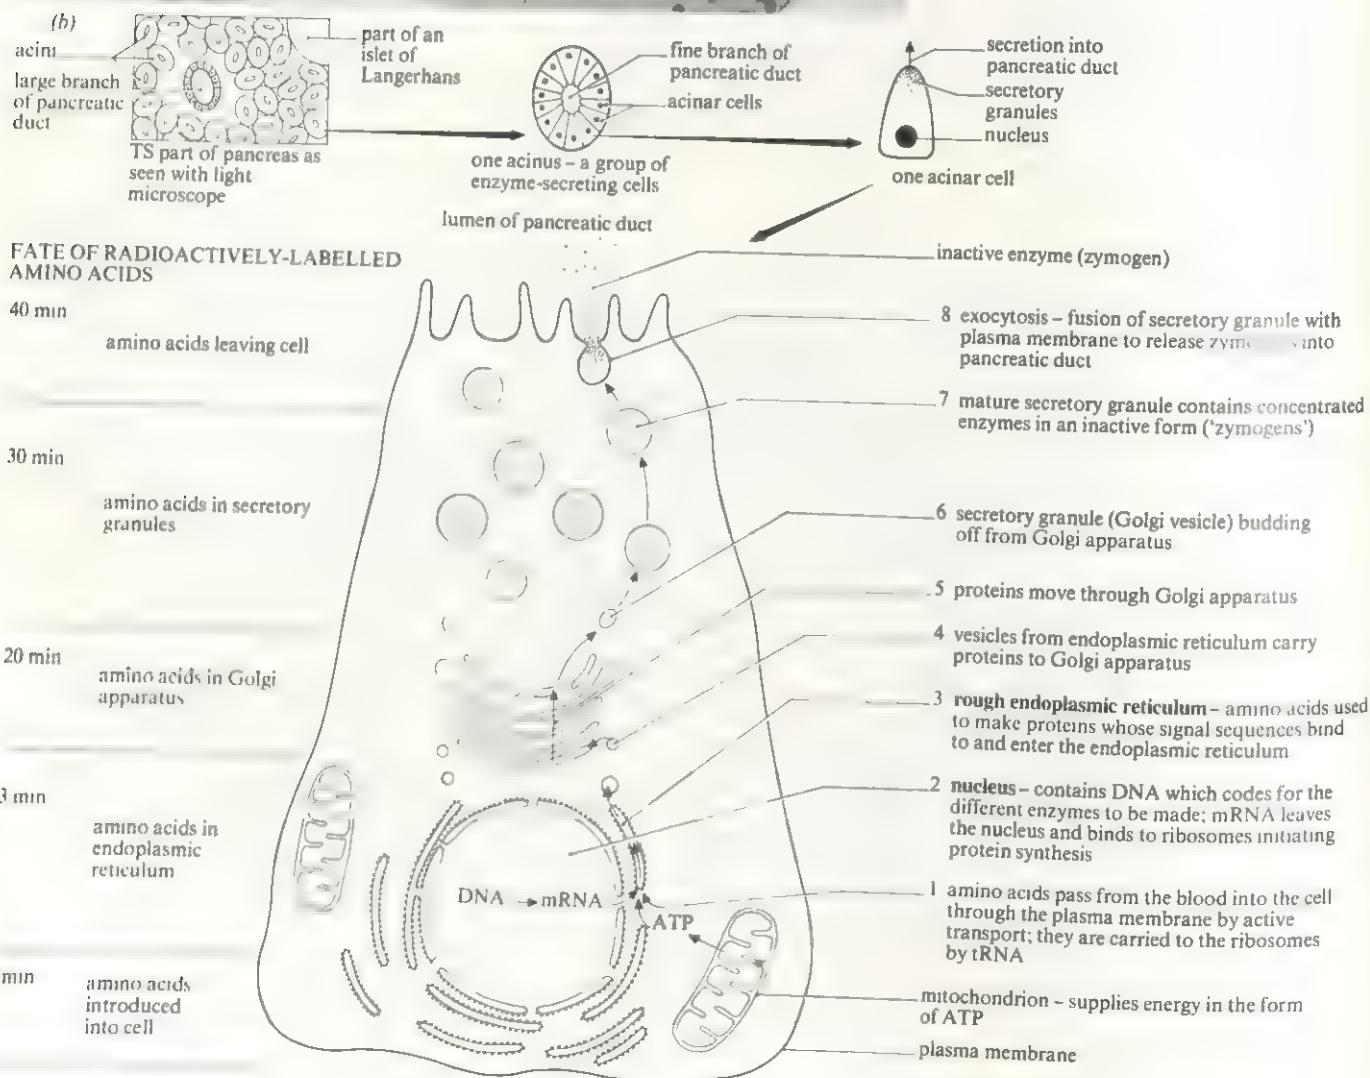 (b)
acini
large branch
of pancreatic
duct
part of an
islet of
Langerhans
TS part of pancreas as
seen with light
microscope
fine branch of
pancreatic duct
acinar cells
one acinus – a group of
enzyme-secreting cells
secretion into
pancreatic duct
secretory
granules
nucleus
one acinar cell
lumen of pancreatic duct
FATE OF RADIOACTIVELY-LABELLED
AMINO ACIDS
40 min
amino acids leaving cell
30 min
amino acids in secretory
granules
20 min
amino acids in Golgi
apparatus
3 min
amino acids in
endoplasmic
reticulum
min
amino acids
introduced
into cell
DNA → mRNA
ATP
inactive enzyme (zymogen)
8 exocytosis – fusion of secretory granule with
plasma membrane to release into
pancreatic duct
7 mature secretory granule contains concentrated
enzymes in an inactive form ('zymogens')
6 secretory granule (Golgi vesicle) budding
off from Golgi apparatus
5 proteins move through Golgi apparatus
4 vesicles from endoplasmic reticulum carry
proteins to Golgi apparatus
3 rough endoplasmic reticulum – amino acids used
to make proteins whose signal sequences bind
to and enter the endoplasmic reticulum
2 nucleus – contains DNA which codes for the
different enzymes to be made; mRNA leaves
the nucleus and binds to ribosomes initiating
protein synthesis
1 amino acids pass from the blood into the cell
through the plasma membrane by active
transport; they are carried to the ribosomes
by tRNA
mitochondrion – supplies energy in the form
of ATP
plasma membrane